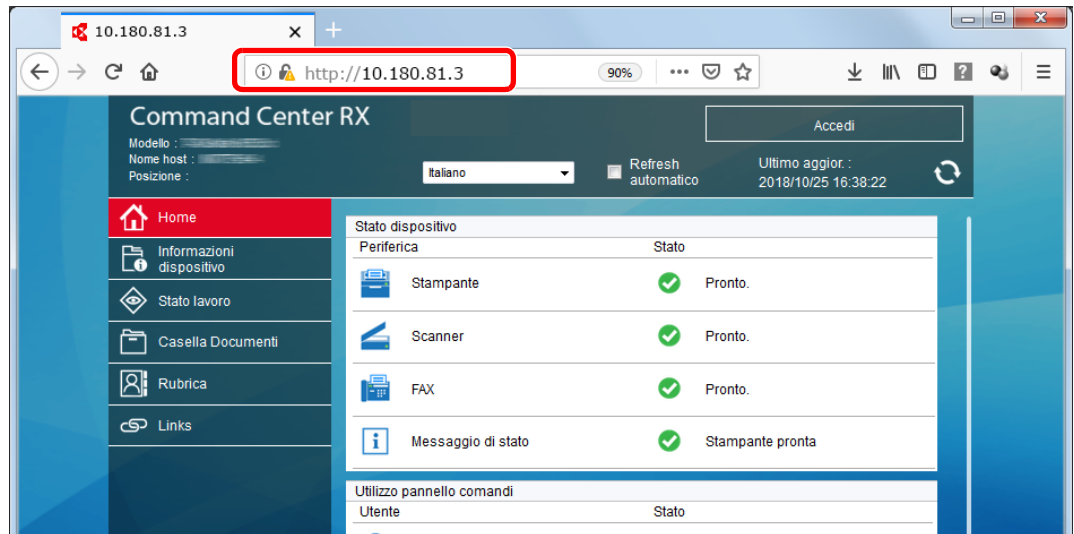 10.180.81.3
http://10.180.81.3
90%
Command Center RX
Modello :
Nome host :
Posizione :
Accedi
Italiano
Refresh
automatico
Ultimo aggior. :
2018/10/25 16:38:22
Home
Informazioni
dispositivo
Stato lavoro
Casella Documenti
Rubrica
Links
Stato dispositivo
Periferica Stato
Stampante Pronto.
Scanner Pronto.
FAX Pronto.
Messaggio di stato Stampante pronta
Utilizzo pannello comandi
Utente Stato